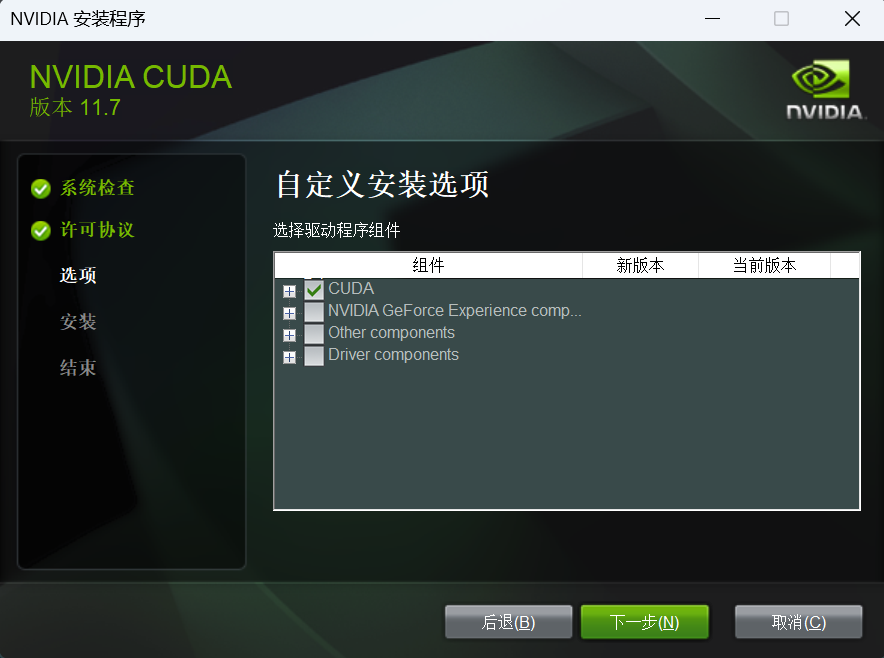 NVIDIA 安装程序
NVIDIA CUDA
版本 11.7
NVIDIA.
系统检查
许可协议
选项
安装
结束
自定义安装选项
选择驱动程序组件
组件 新版本 当前版本
CUDA
NVIDIA GeForce Experience comp...
Other components
Driver components
后退(B) 下一步(N) 取消(C)